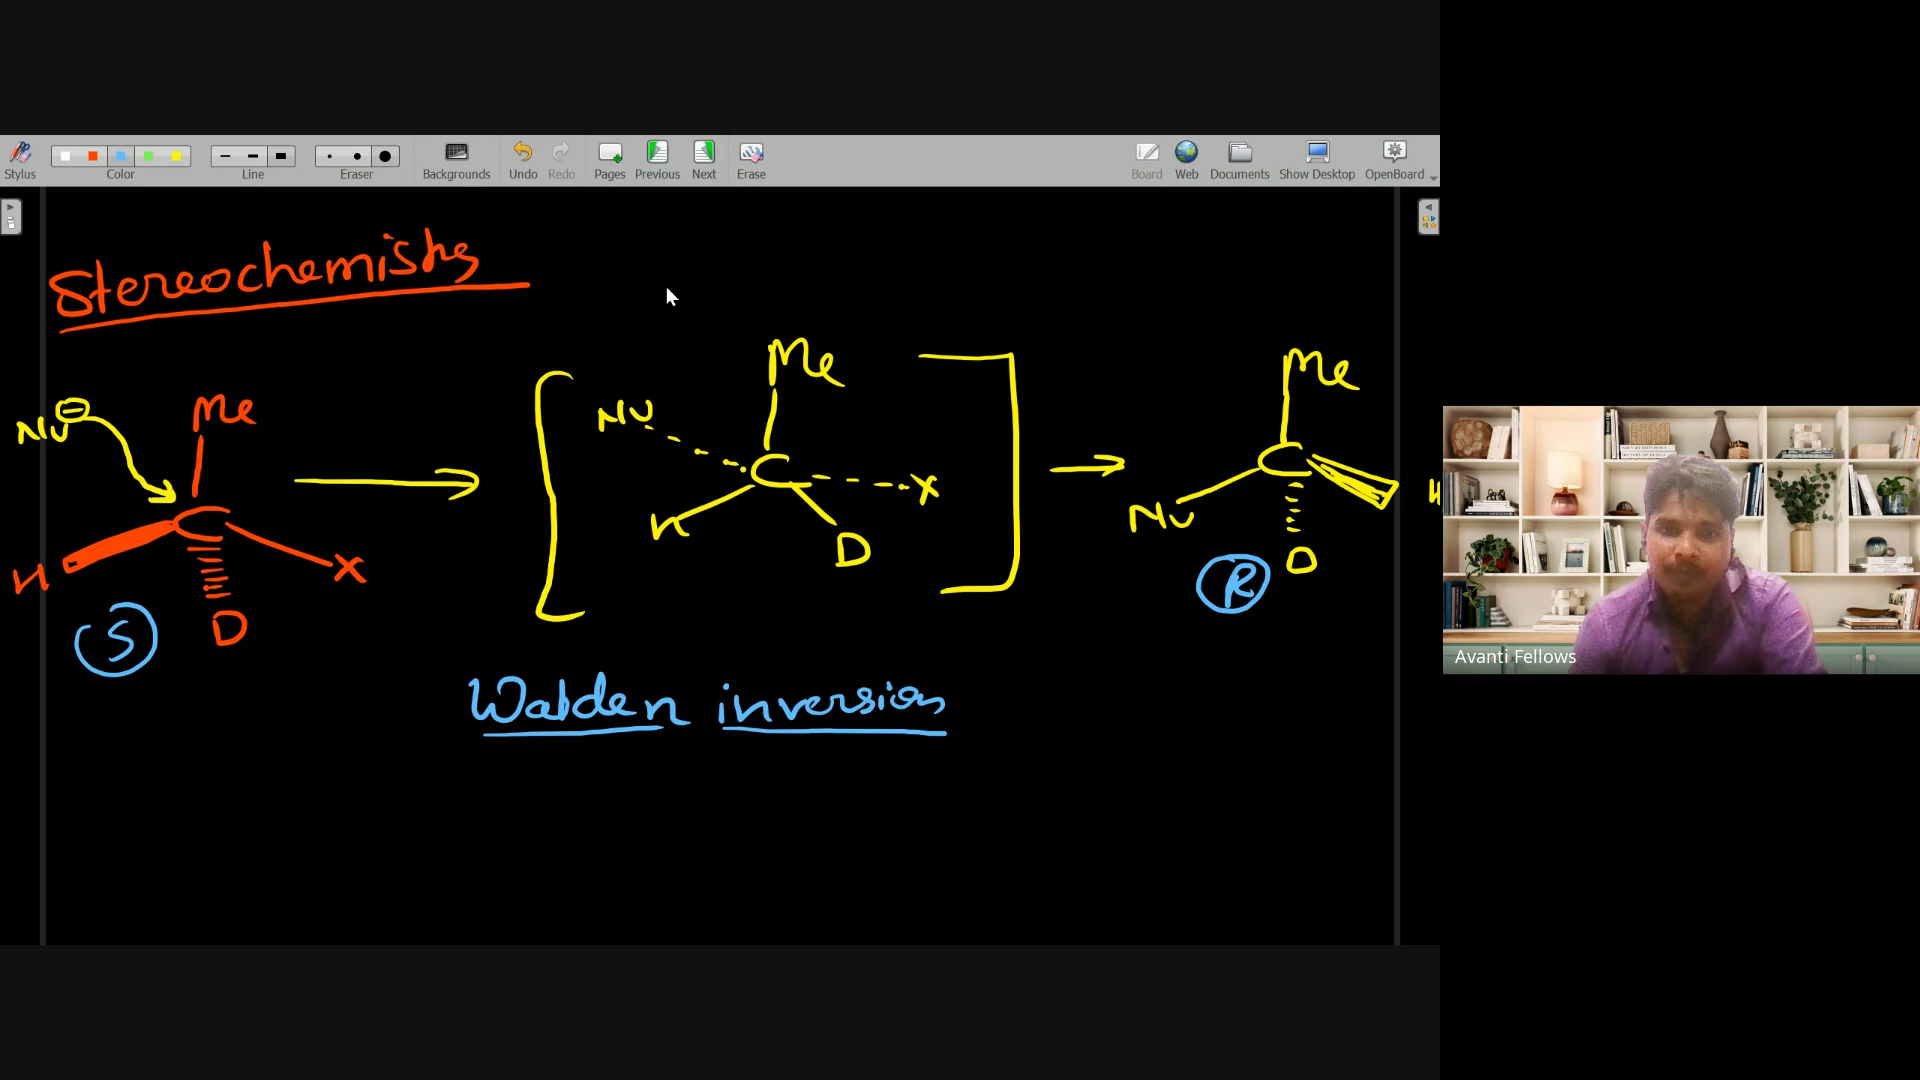 Stylus Color Line Eraser Backgrounds Undo Redo Pages Previous Next Erase Board Web Documents Show Desktop OpenBoard
Stereochemistry
Nu⊖ Me
C
H X
D
S
Me
Nu
C X
H D
Me
C
Nu H
D
R
Walden inversion
Avanti Fellows